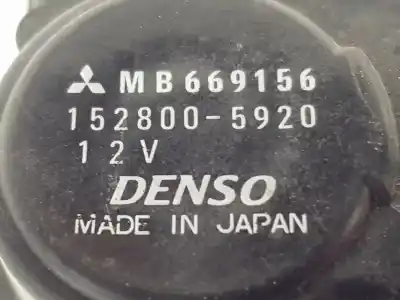 MB669156
152800-5920
12V
DENSO
MADE IN JAPAN